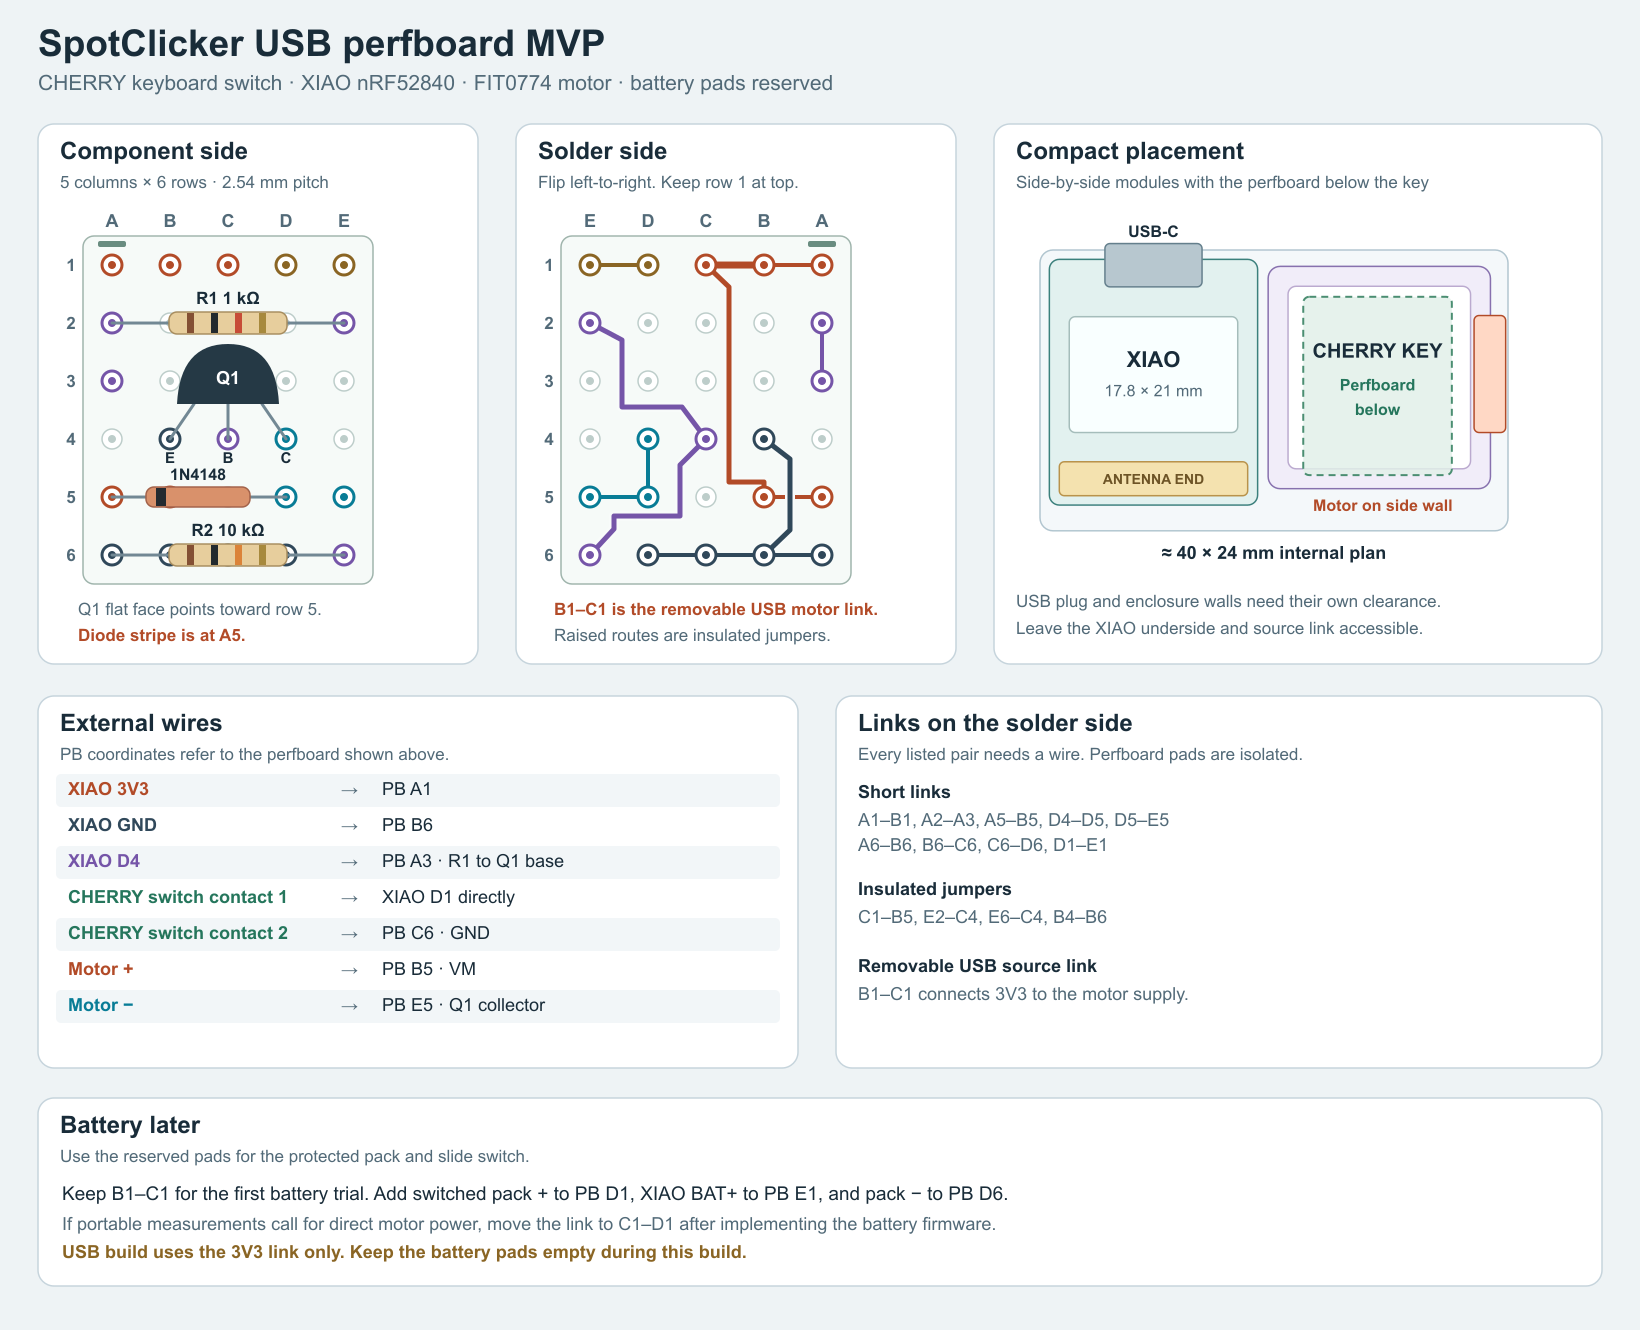 SpotClicker USB perfboard MVP
CHERRY keyboard switch · XIAO nRF52840 · FIT0774 motor · battery pads reserved
Component side
5 columns × 6 rows · 2.54 mm pitch
A B C D E
1
R1 1 kΩ
2
3
Q1
4
E B C
1N4148
5
R2 10 kΩ
6
Q1 flat face points toward row 5.
Diode stripe is at A5.
Solder side
Flip left-to-right. Keep row 1 at top.
E D C B A
1
2
3
4
5
6
B1–C1 is the removable USB motor link.
Raised routes are insulated jumpers.
Compact placement
Side-by-side modules with the perfboard below the key
USB-C
XIAO
17.8 × 21 mm
ANTENNA END
CHERRY KEY
Perfboard
below
Motor on side wall
≈ 40 × 24 mm internal plan
USB plug and enclosure walls need their own clearance.
Leave the XIAO underside and source link accessible.
External wires
PB coordinates refer to the perfboard shown above.
XIAO 3V3 → PB A1
XIAO GND → PB B6
XIAO D4 → PB A3 · R1 to Q1 base
CHERRY switch contact 1 → XIAO D1 directly
CHERRY switch contact 2 → PB C6 · GND
Motor + → PB B5 · VM
Motor − → PB E5 · Q1 collector
Links on the solder side
Every listed pair needs a wire. Perfboard pads are isolated.
Short links
A1–B1, A2–A3, A5–B5, D4–D5, D5–E5
A6–B6, B6–C6, C6–D6, D1–E1
Insulated jumpers
C1–B5, E2–C4, E6–C4, B4–B6
Removable USB source link
B1–C1 connects 3V3 to the motor supply.
Battery later
Use the reserved pads for the protected pack and slide switch.
Keep B1–C1 for the first battery trial. Add switched pack + to PB D1, XIAO BAT+ to PB E1, and pack − to PB D6.
If portable measurements call for direct motor power, move the link to C1–D1 after implementing the battery firmware.
USB build uses the 3V3 link only. Keep the battery pads empty during this build.